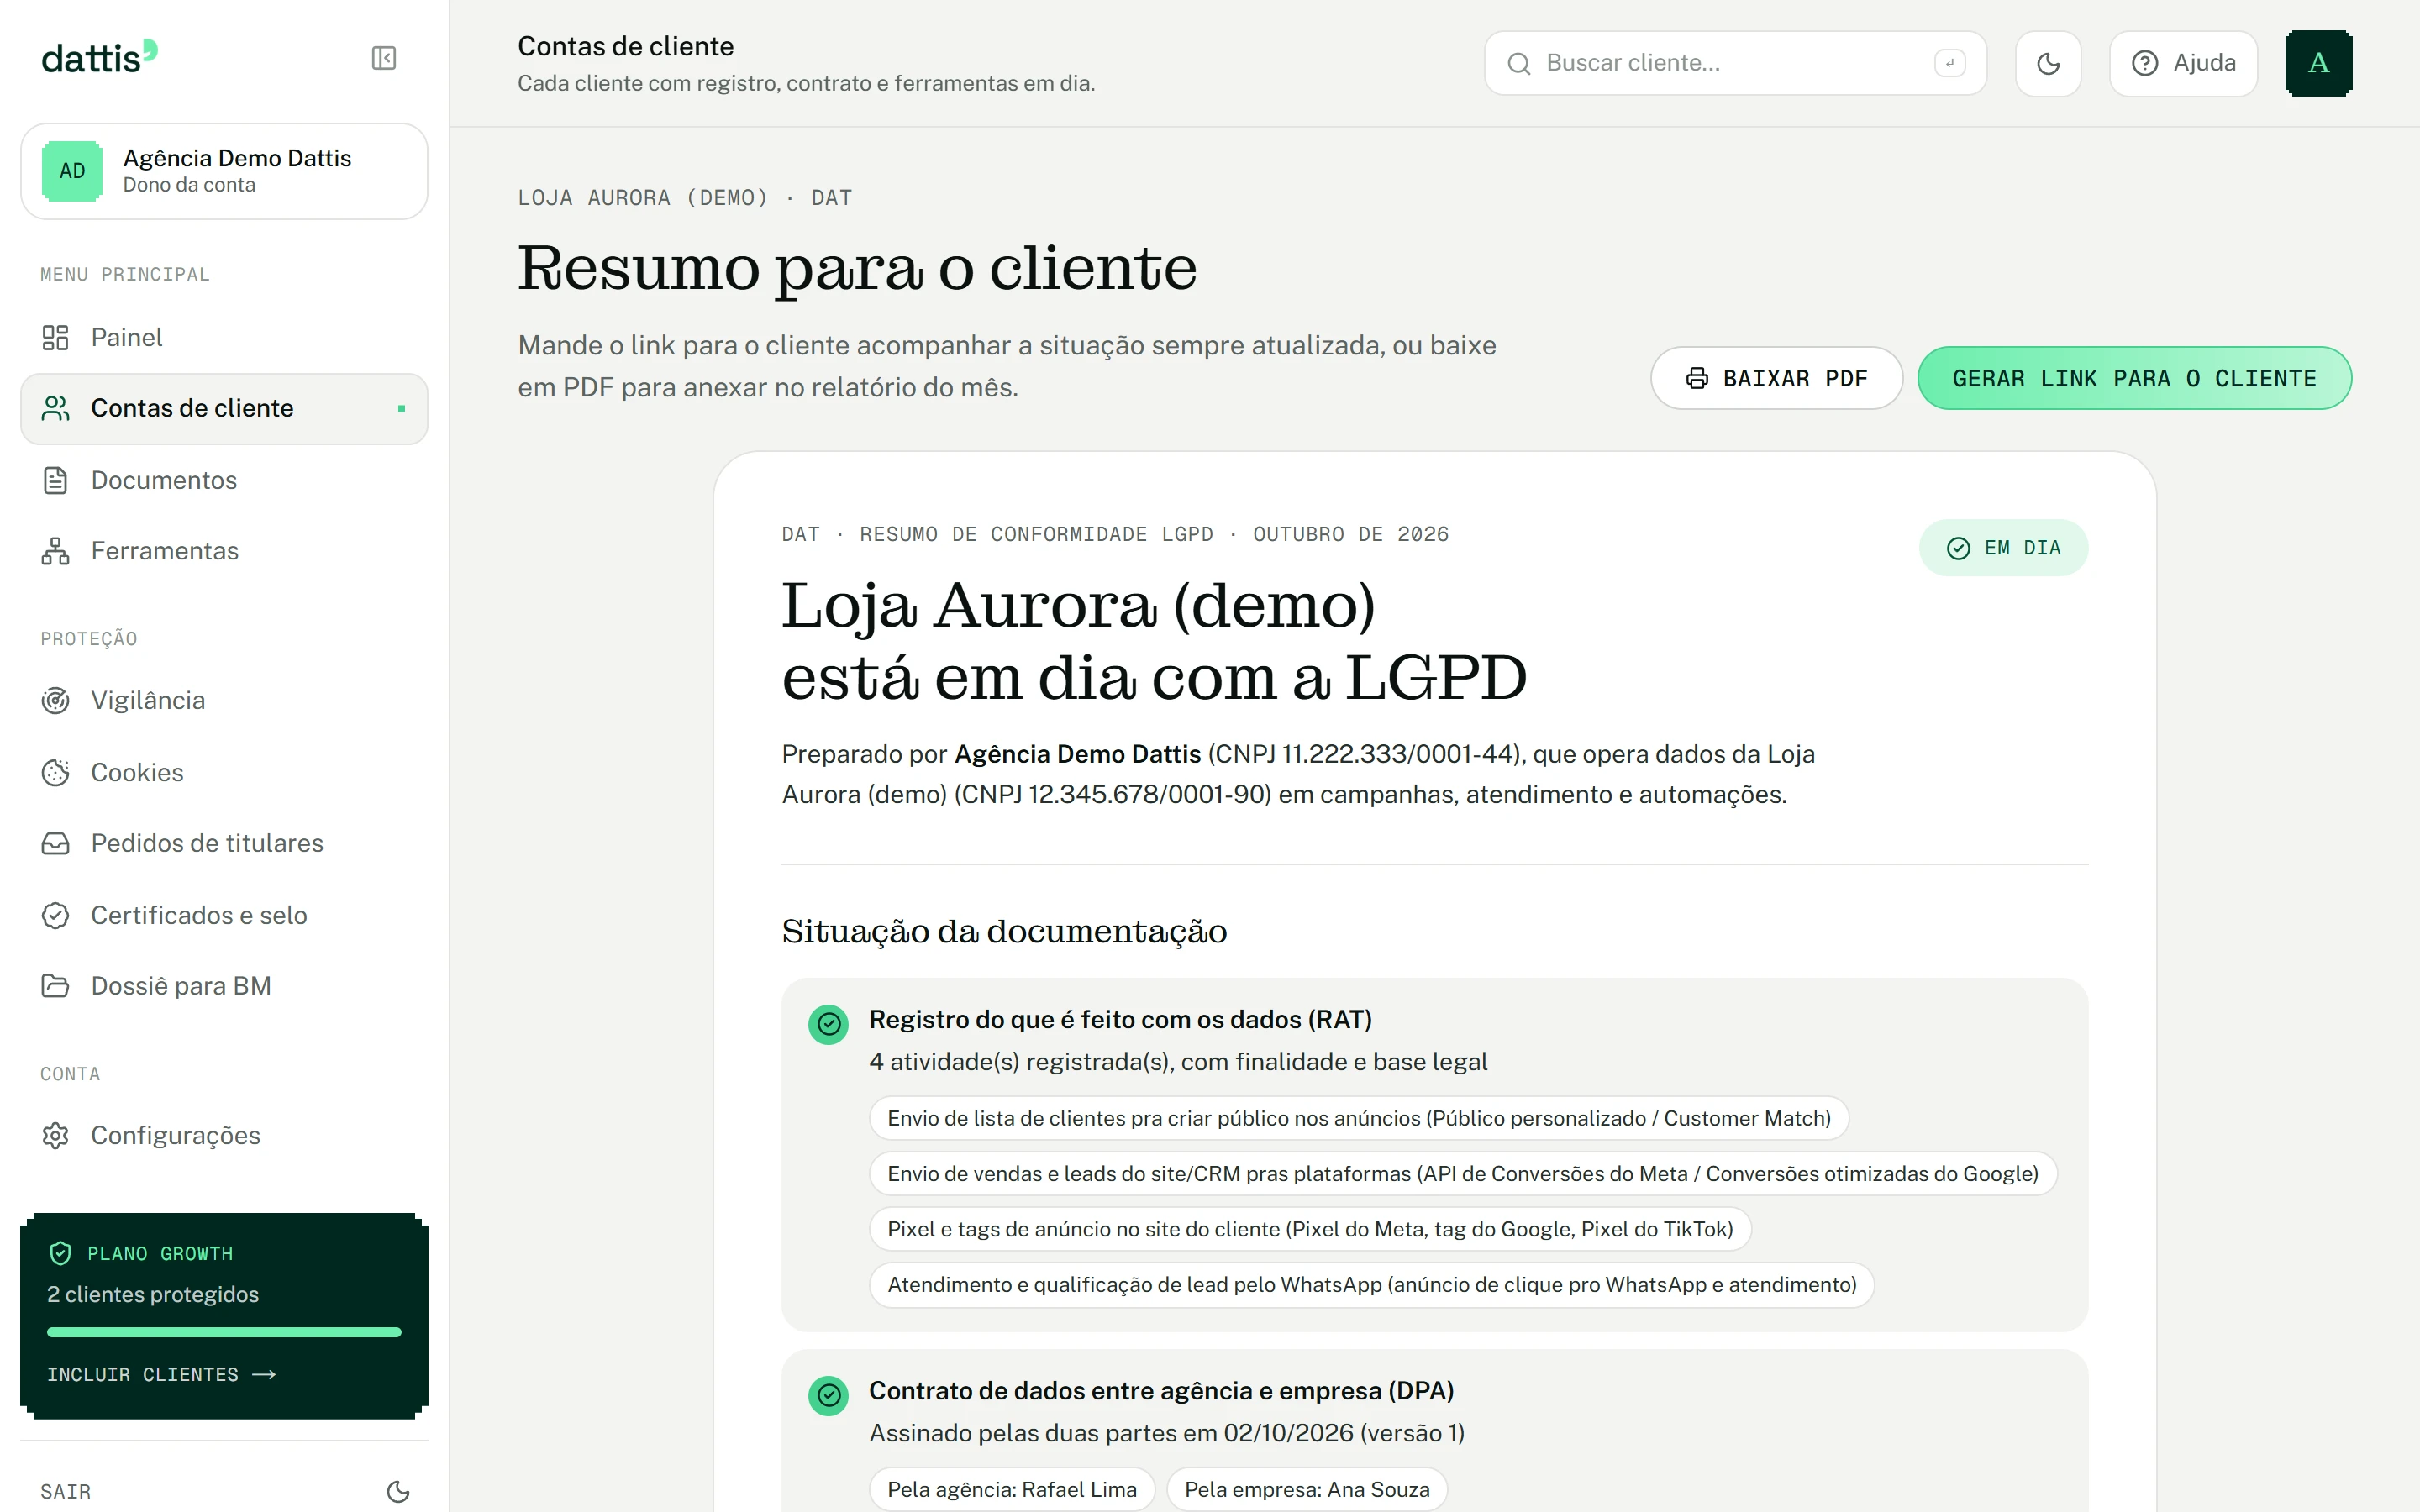 dattis
AD
Agência Demo Dattis
Dono da conta
MENU PRINCIPAL
Painel
Contas de cliente
Documentos
Ferramentas
PROTEÇÃO
Vigilância
Cookies
Pedidos de titulares
Certificados e selo
Dossiê para BM
CONTA
Configurações
PLANO GROWTH
2 clientes protegidos
INCLUIR CLIENTES →
SAIR
Contas de cliente
Cada cliente com registro, contrato e ferramentas em dia.
Buscar cliente...
↵
Ajuda
A
LOJA AURORA (DEMO) · DAT
Resumo para o cliente
Mande o link para o cliente acompanhar a situação sempre atualizada, ou baixe
em PDF para anexar no relatório do mês.
BAIXAR PDF
GERAR LINK PARA O CLIENTE
DAT · RESUMO DE CONFORMIDADE LGPD · OUTUBRO DE 2026
EM DIA
Loja Aurora (demo)
está em dia com a LGPD
Preparado por Agência Demo Dattis (CNPJ 11.222.333/0001-44), que opera dados da Loja
Aurora (demo) (CNPJ 12.345.678/0001-90) em campanhas, atendimento e automações.
Situação da documentação
Registro do que é feito com os dados (RAT)
4 atividade(s) registrada(s), com finalidade e base legal
Envio de lista de clientes pra criar público nos anúncios (Público personalizado / Customer Match)
Envio de vendas e leads do site/CRM pras plataformas (API de Conversões do Meta / Conversões otimizadas do Google)
Pixel e tags de anúncio no site do cliente (Pixel do Meta, tag do Google, Pixel do TikTok)
Atendimento e qualificação de lead pelo WhatsApp (anúncio de clique pro WhatsApp e atendimento)
Contrato de dados entre agência e empresa (DPA)
Assinado pelas duas partes em 02/10/2026 (versão 1)
Pela agência: Rafael Lima
Pela empresa: Ana Souza